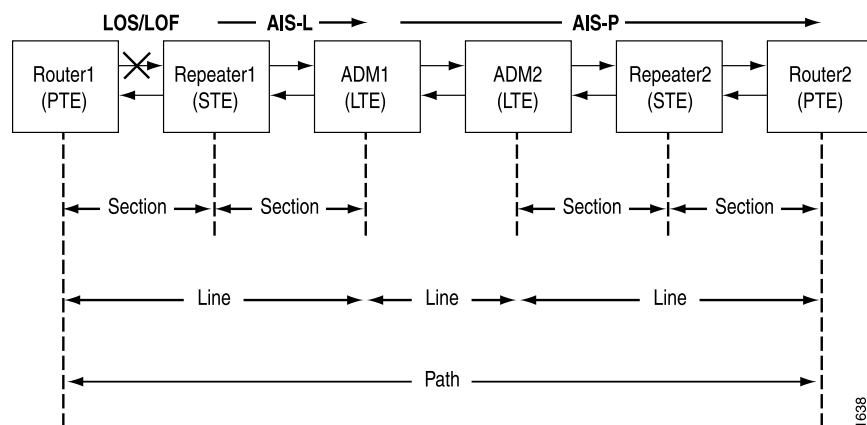 LOS/LOF AIS-L AIS-P
Router1 Repeater1 ADM1 ADM2 Repeater2 Router2
(PTE) (STE) (LTE) (LTE) (STE) (PTE)
Section Section Section Section
Line Line Line
Path
1638